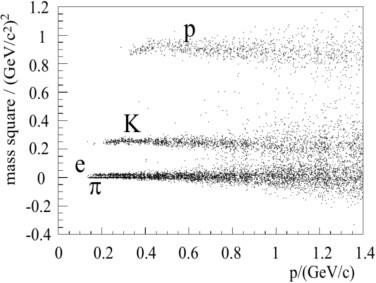 mass square / (GeV/c²)²
1.2
1
0.8
0.6
0.4
0.2
0
-0.2
-0.4
p
K
e
π
0 0.2 0.4 0.6 0.8 1 1.2 1.4
p/(GeV/c)